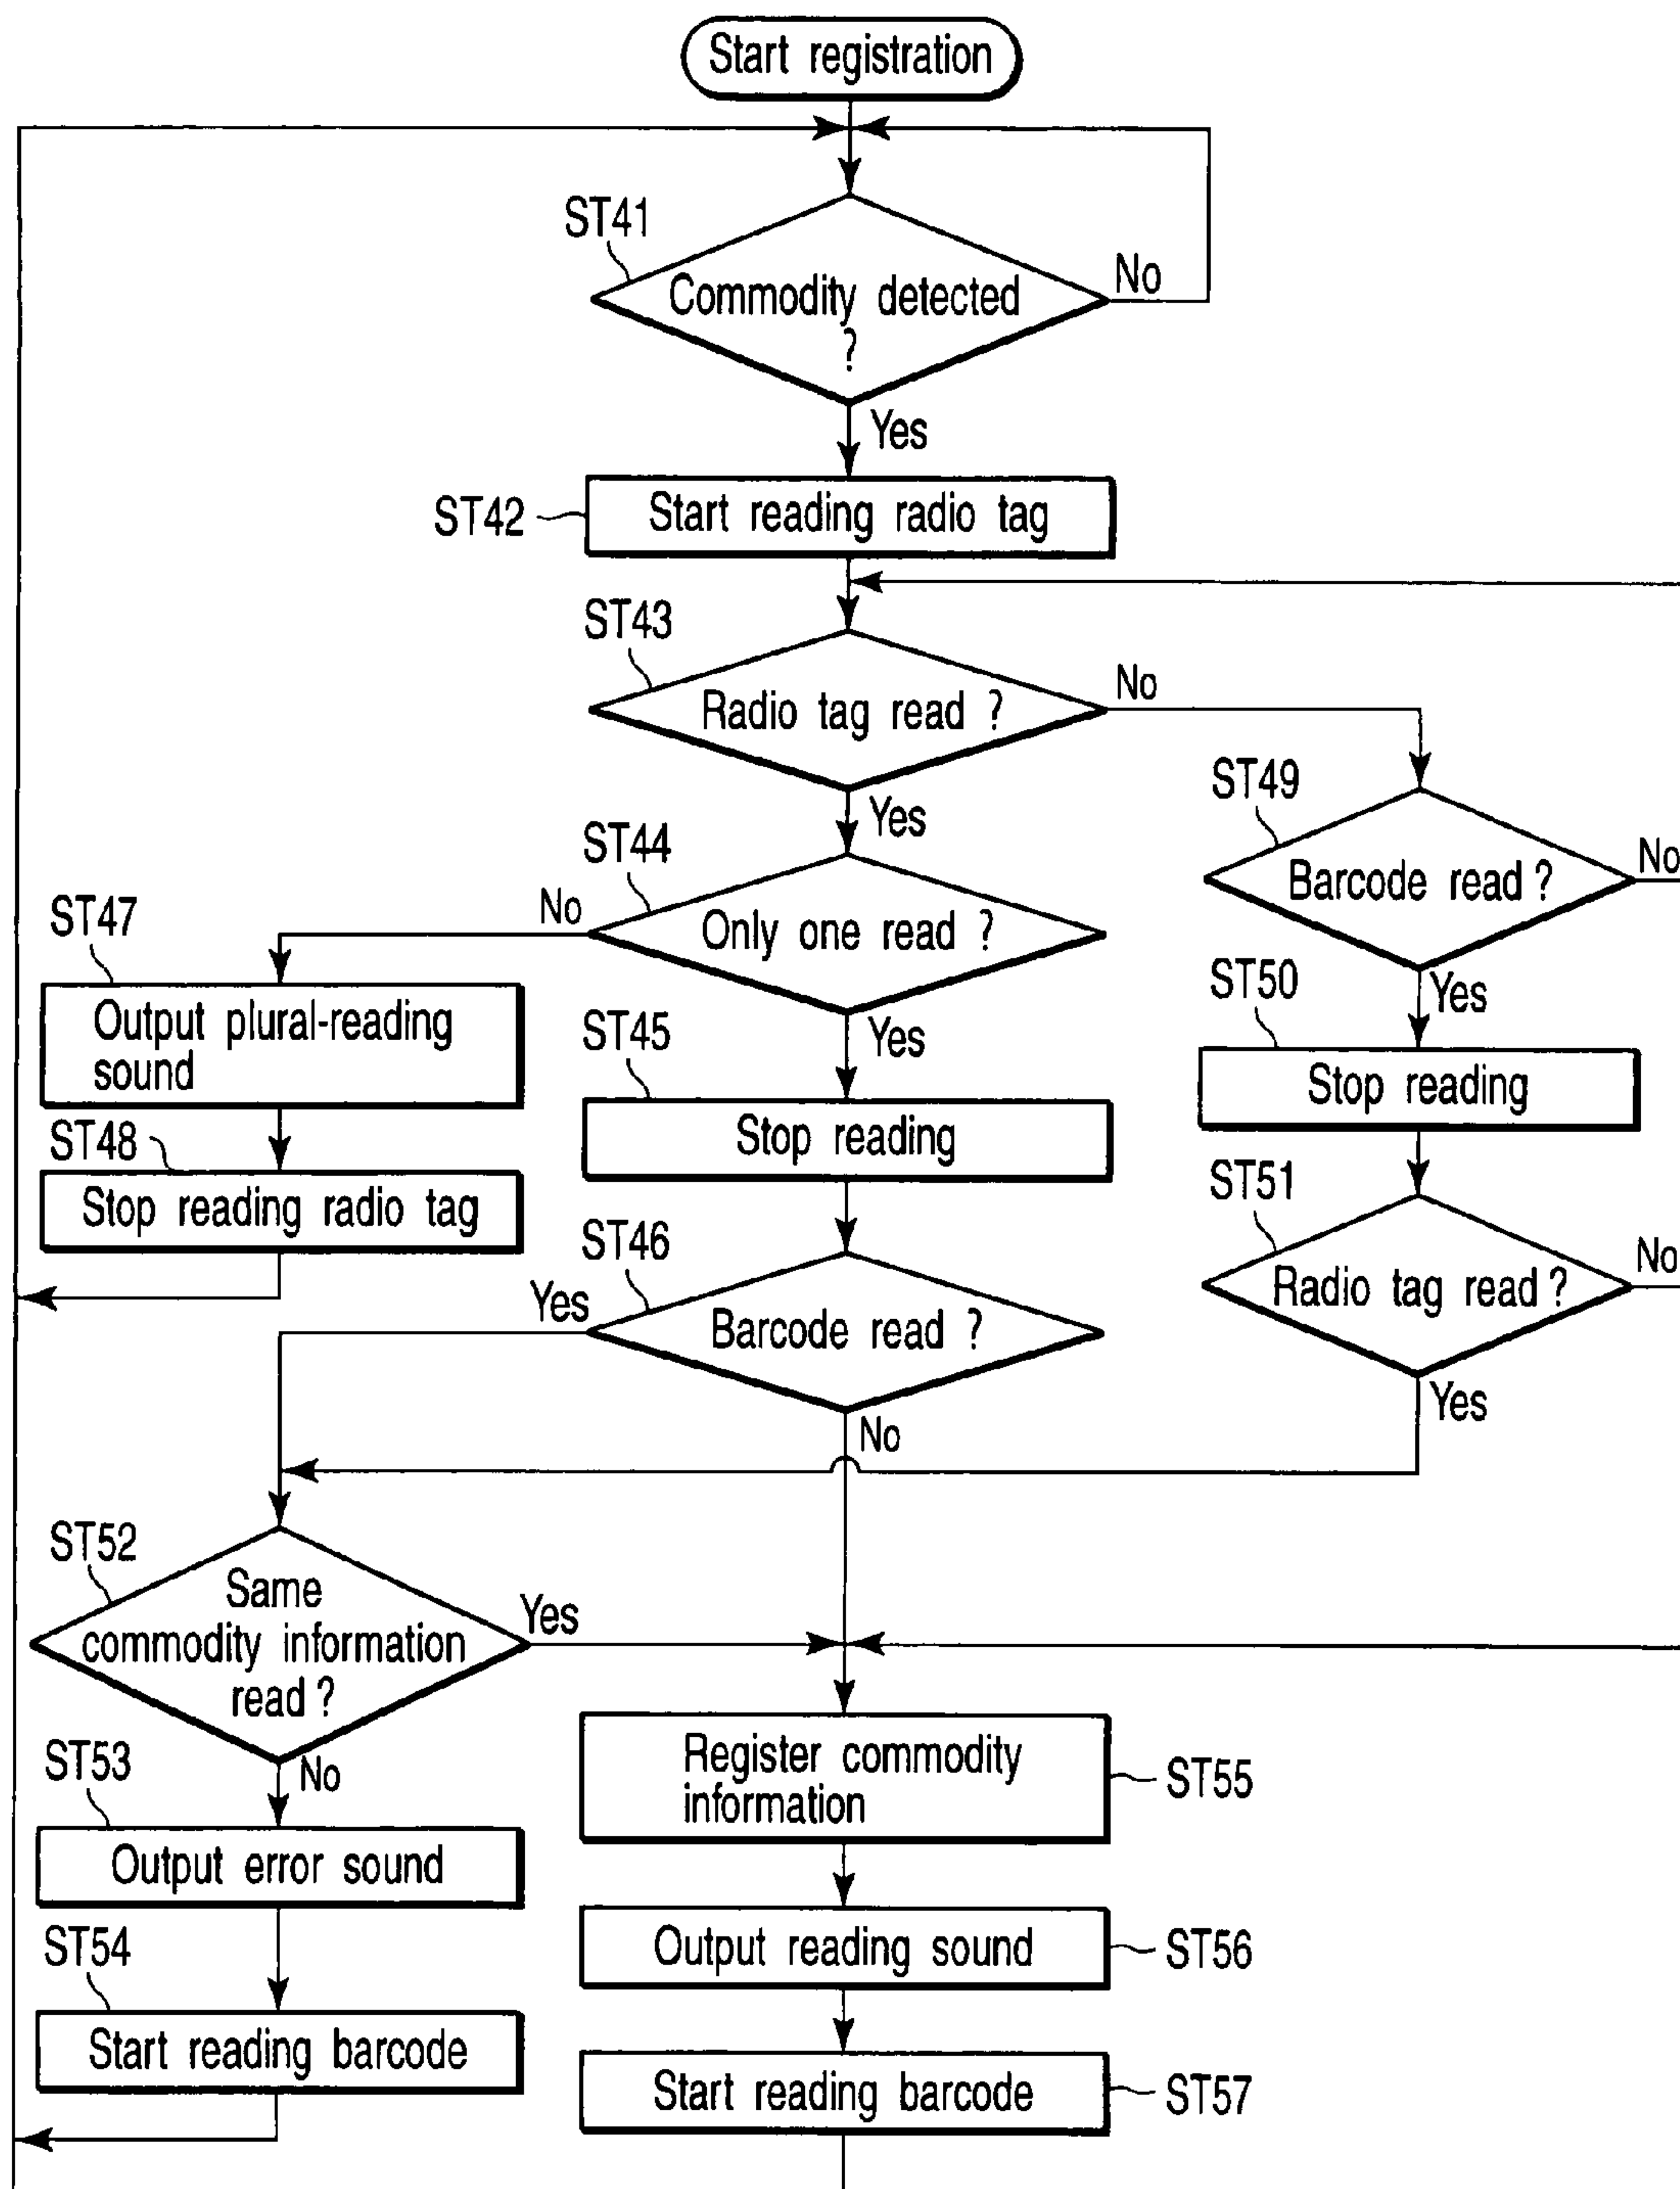 Start registration
ST41
Commodity detected
?
No
Yes
ST42
Start reading radio tag
ST43
Radio tag read ?
No
Yes
ST49
Barcode read ?
No
Yes
ST44
Only one read ?
No
Yes
ST47
Output plural-reading
sound
ST48
Stop reading radio tag
ST45
Stop reading
ST50
Stop reading
ST51
Radio tag read ?
No
Yes
ST46
Barcode read ?
Yes
No
ST52
Same
commodity information
read ?
Yes
No
ST53
Output error sound
ST54
Start reading barcode
Register commodity
information
ST55
Output reading sound
ST56
Start reading barcode
ST57